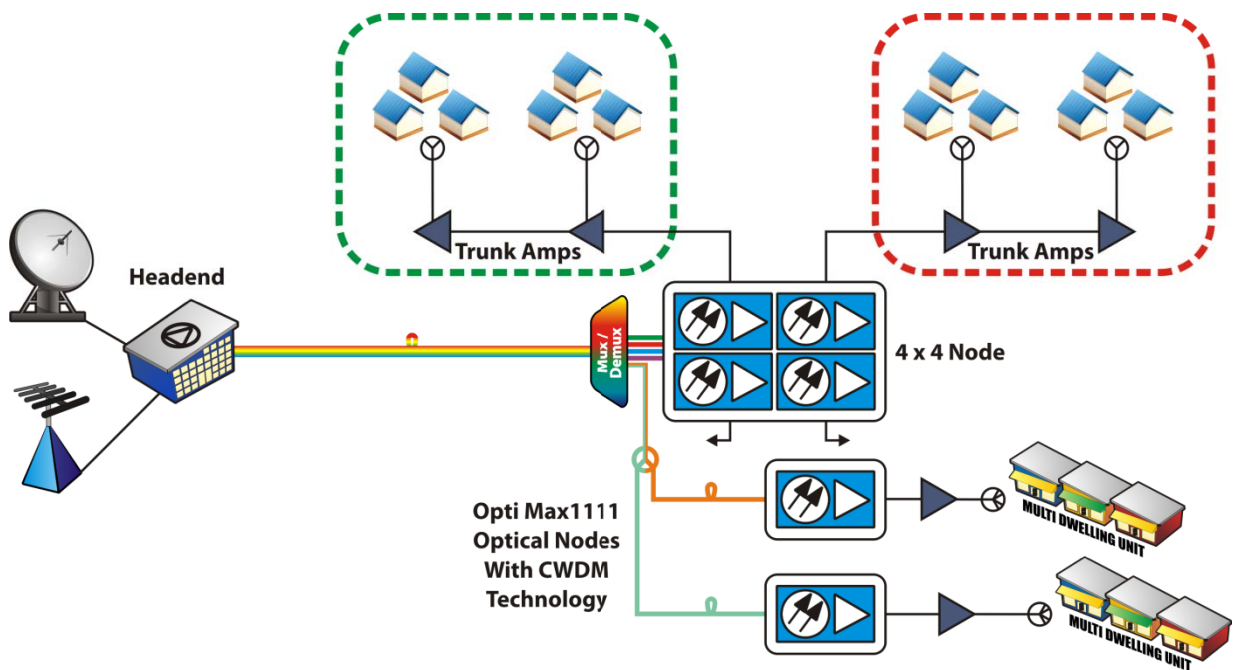 Trunk Amps
Trunk Amps
Headend
Mux /
Demux
4 x 4 Node
Opti Max1111
Optical Nodes
With CWDM
Technology
MULTI DWELLING UNIT
MULTI DWELLING UNIT